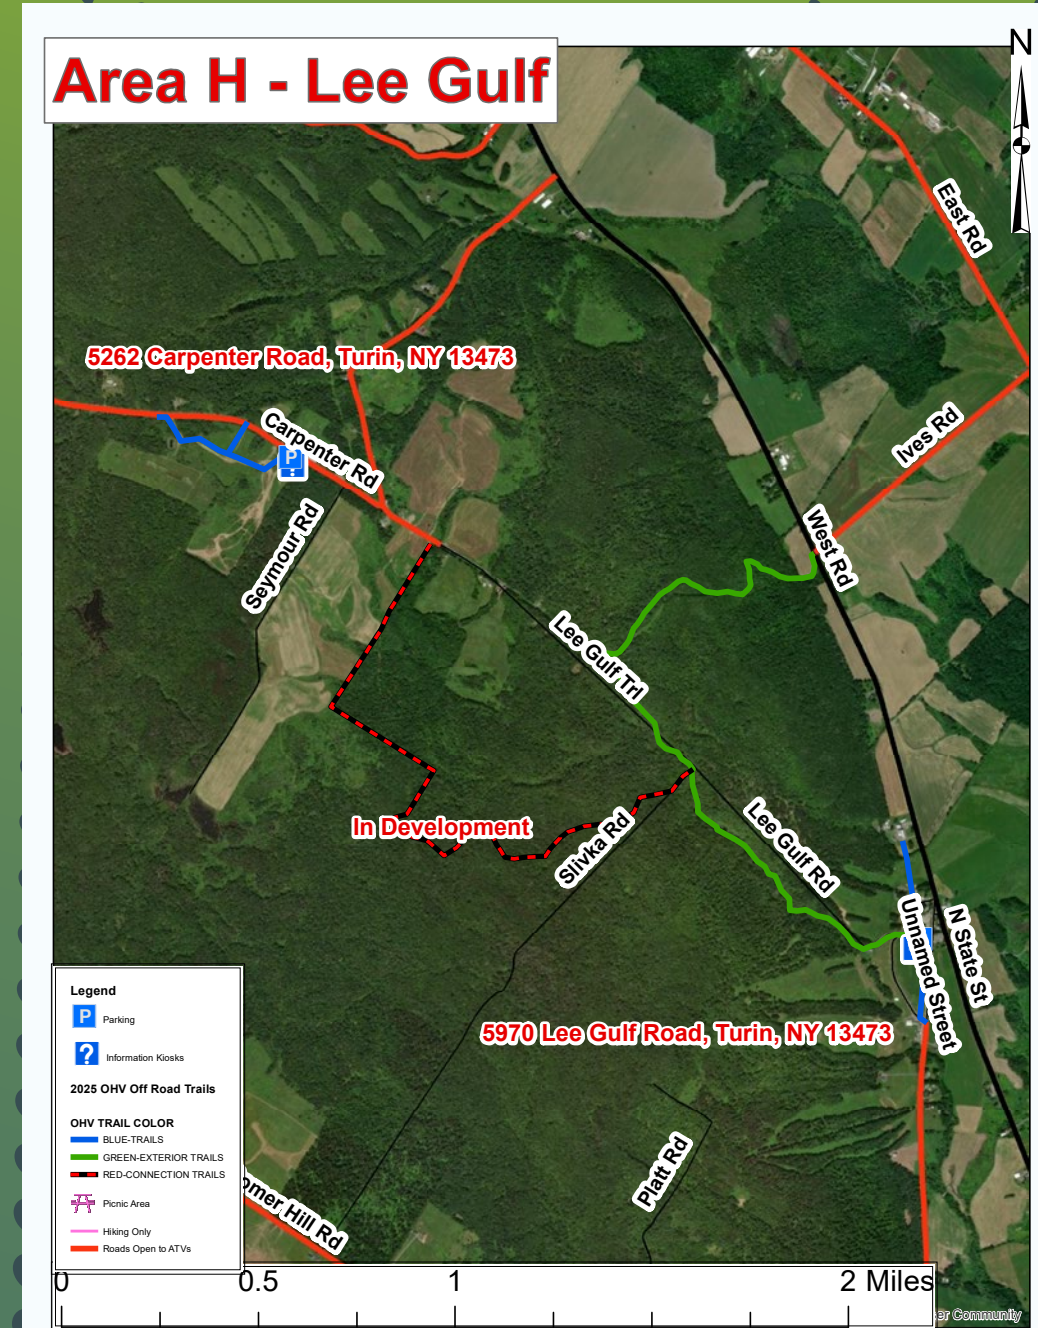 Area H - Lee Gulf
N
East Rd
5262 Carpenter Road, Turin, NY 13473
Carpenter Rd
P
Ives Rd
Seymour Rd
West Rd
Lee Gulf Trl
In Development
Slivka Rd
Lee Gulf Rd
Unnamed Street
N State St
5970 Lee Gulf Road, Turin, NY 13473
Platt Rd
Hill Rd
Legend
P Parking
? Information Kiosks
2025 OHV Off Road Trails
OHV TRAIL COLOR
BLUE-TRAILS
GREEN-EXTERIOR TRAILS
RED-CONNECTION TRAILS
Picnic Area
Hiking Only
Roads Open to ATVs
0 0.5 1 2 Miles
Community